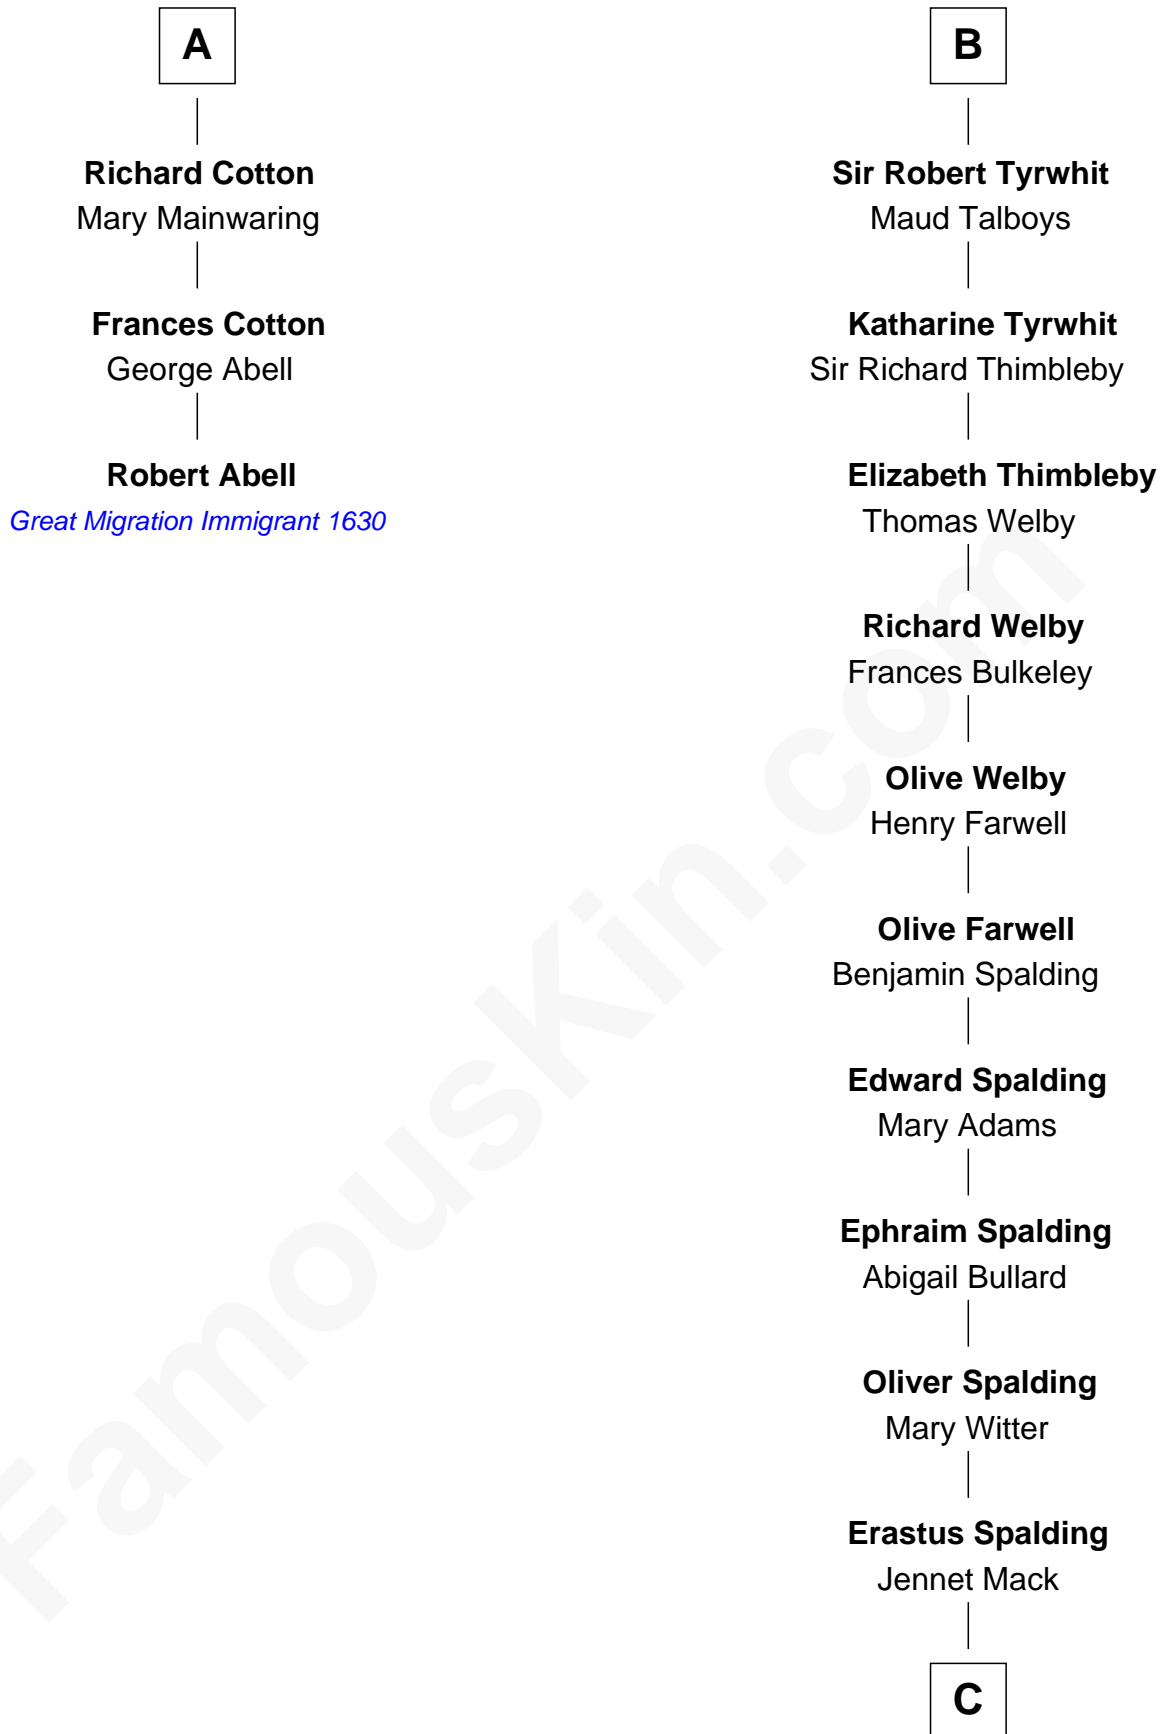 A
Richard Cotton
Mary Mainwaring
Frances Cotton
George Abell
Robert Abell
Great Migration Immigrant 1630
B
Sir Robert Tyrwhit
Maud Talboys
Katharine Tyrwhit
Sir Richard Thimbleby
Elizabeth Thimbleby
Thomas Welby
Richard Welby
Frances Bulkeley
Olive Welby
Henry Farwell
Olive Farwell
Benjamin Spalding
Edward Spalding
Mary Adams
Ephraim Spalding
Abigail Bullard
Oliver Spalding
Mary Witter
Erastus Spalding
Jennet Mack
C
FamousKin.com